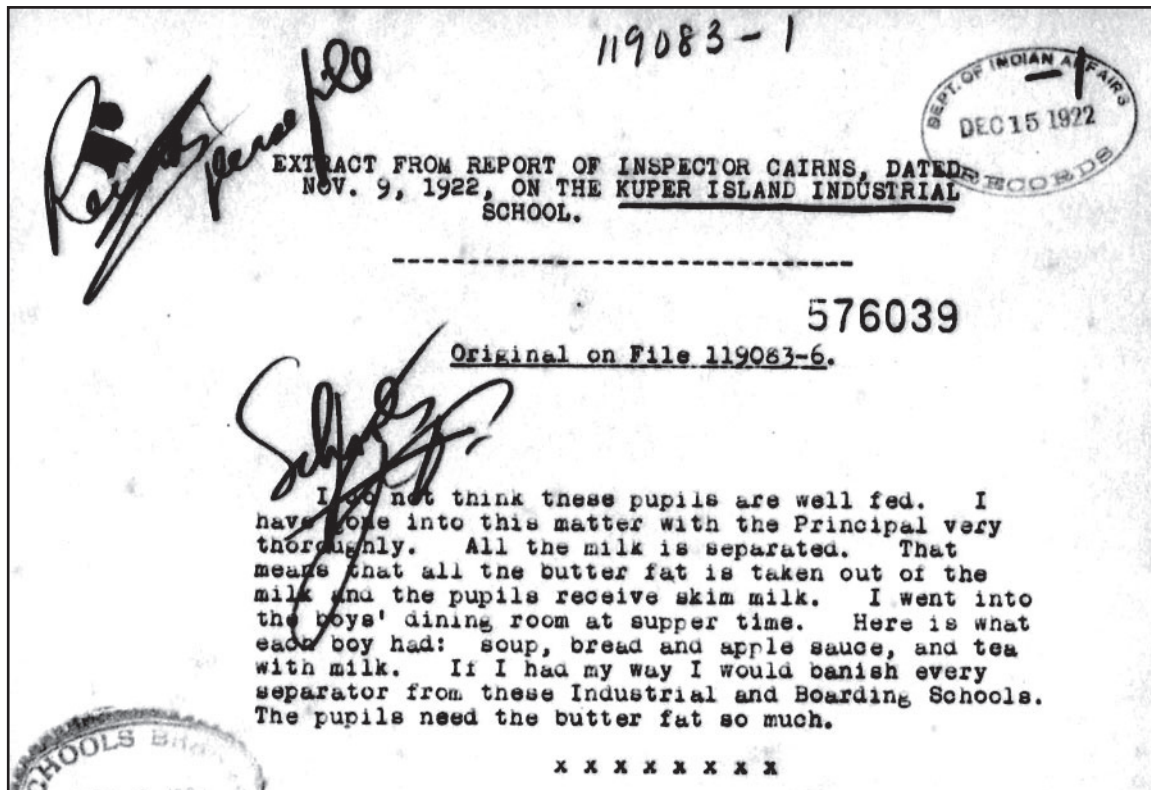 119083-1
please file
DEPT. OF INDIAN AFFAIRS
DEC 15 1922
RECORDS
EXTRACT FROM REPORT OF INSPECTOR CAIRNS, DATED
NOV. 9, 1922, ON THE KUPER ISLAND INDUSTRIAL
SCHOOL.
--------------------------------
576039
Original on File 119083-6.
Schools
I do not think these pupils are well fed. I
have gone into this matter with the Principal very
thoroughly. All the milk is separated. That
means that all the butter fat is taken out of the
milk and the pupils receive skim milk. I went into
the boys' dining room at supper time. Here is what
each boy had: soup, bread and apple sauce, and tea
with milk. If I had my way I would banish every
separator from these Industrial and Boarding Schools.
The pupils need the butter fat so much.
x x x x x x x x
SCHOOLS